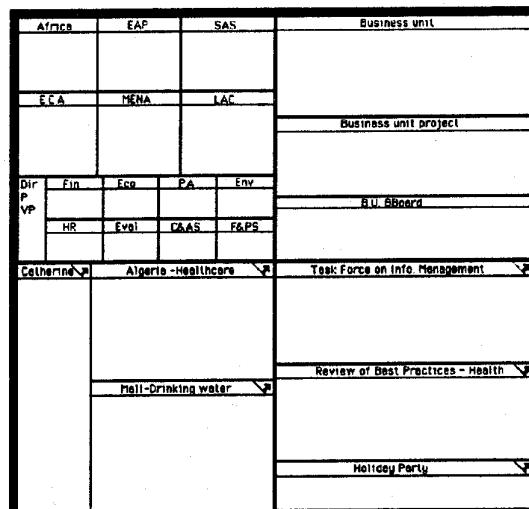 Africa EAP SAS
ECA MENA LAC
Dir Fin Eco PA Env
P
VP
HR Eval C&AS F&PS
Business unit
Business unit project
B.U. BBoard
Catherine Algeria -Healthcare
Mali-Drinking water
Task Force on Info. Management
Review of Best Practices - Health
Holiday Party